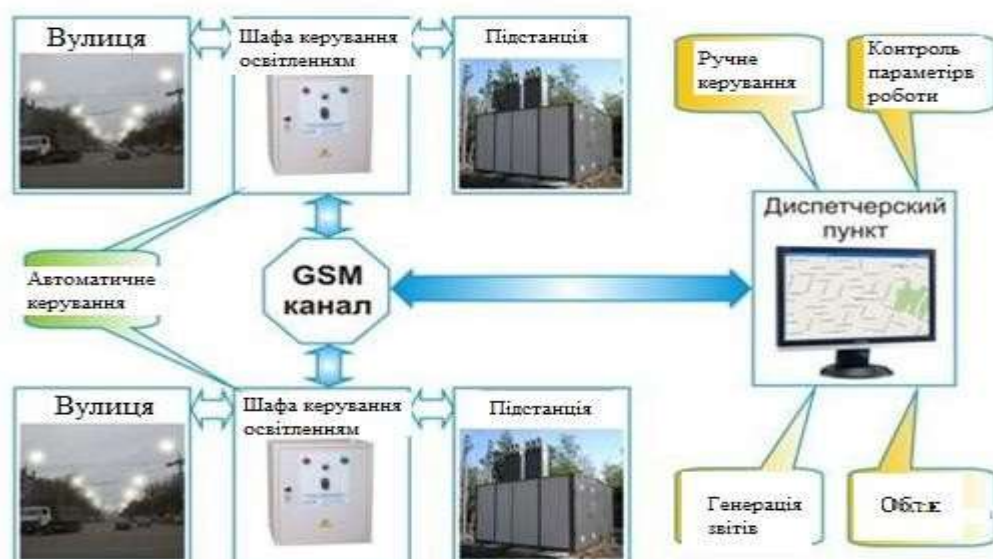 Вулиця
Шафа керування
освітленням
Підстанція
Ручне
керування
Контроль
параметірв
роботи
Диспетчерский
пункт
Автоматичне
керування
GSM
канал
Вулиця
Шафа керування
освітленням
Підстанція
Генерація
звітів